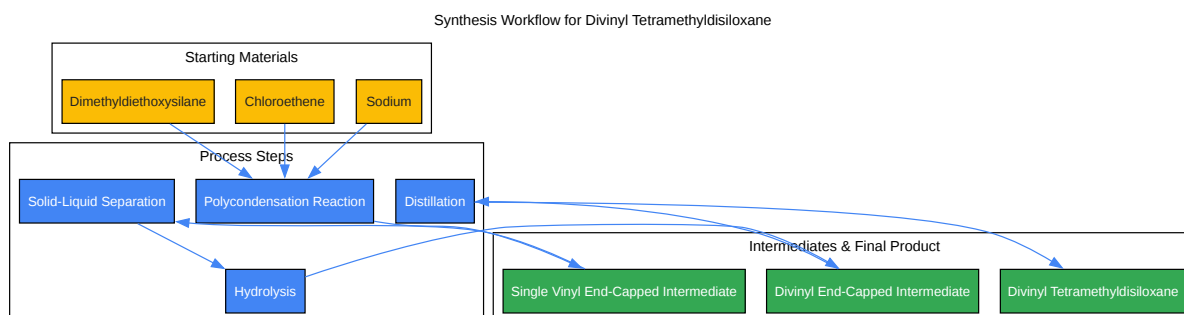 Synthesis Workflow for Divinyl Tetramethyldisiloxane
Starting Materials
Dimethyldiethoxysilane
Chloroethene
Sodium
Process Steps
Solid-Liquid Separation
Polycondensation Reaction
Distillation
Hydrolysis
Intermediates & Final Product
Single Vinyl End-Capped Intermediate
Divinyl End-Capped Intermediate
Divinyl Tetramethyldisiloxane